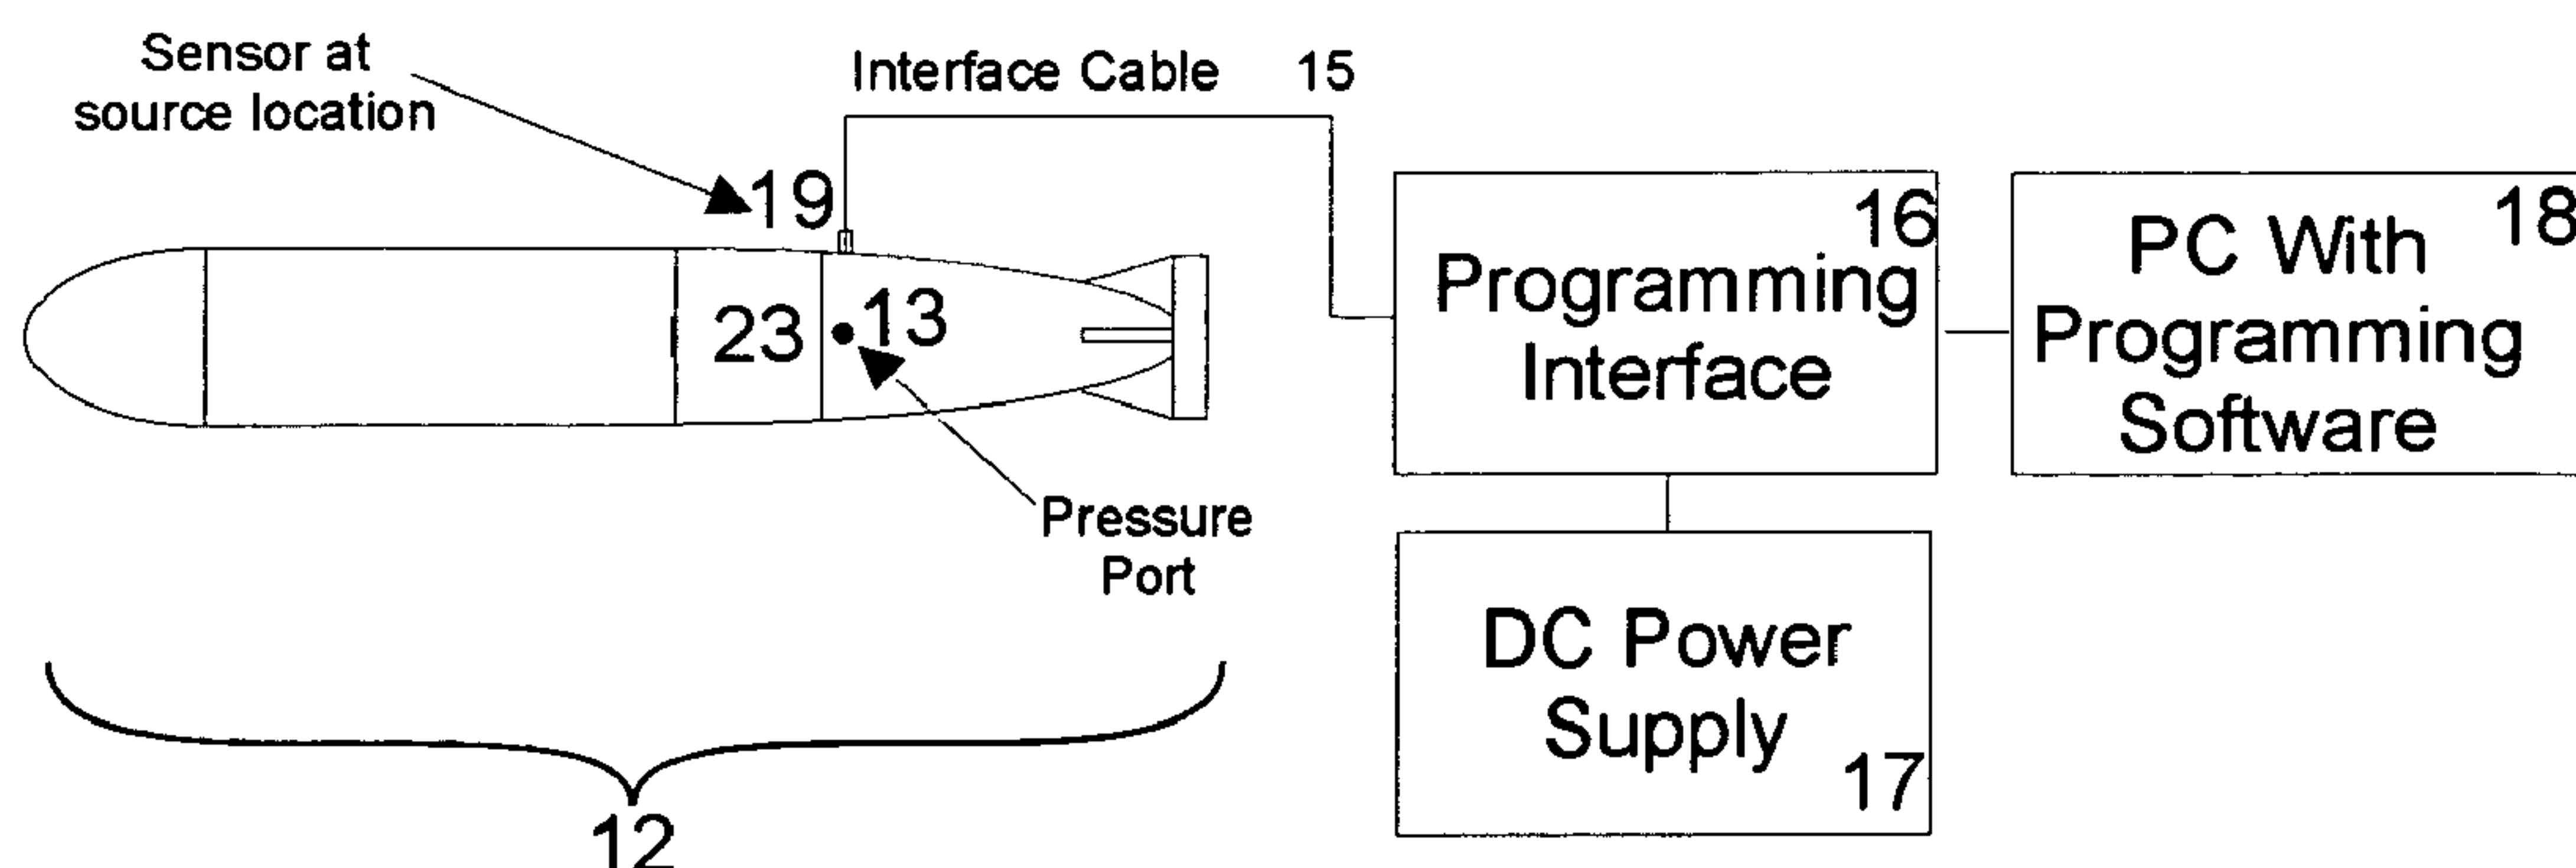 Sensor at
source location
Interface Cable 15
19
16
Programming
Interface
18
PC With
Programming
Software
23
13
Pressure
Port
DC Power
Supply
17
12